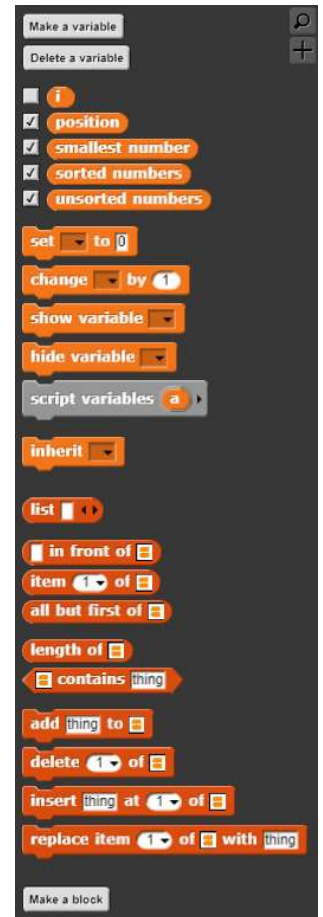 Make a variable
Delete a variable
i
position
smallest number
sorted numbers
unsorted numbers
set to 0
change by 1
show variable
hide variable
script variables a
inherit
list
in front of
item 1 of
all but first of
length of
contains thing
add thing to
delete 1 of
insert thing at 1 of
replace item 1 of with thing
Make a block